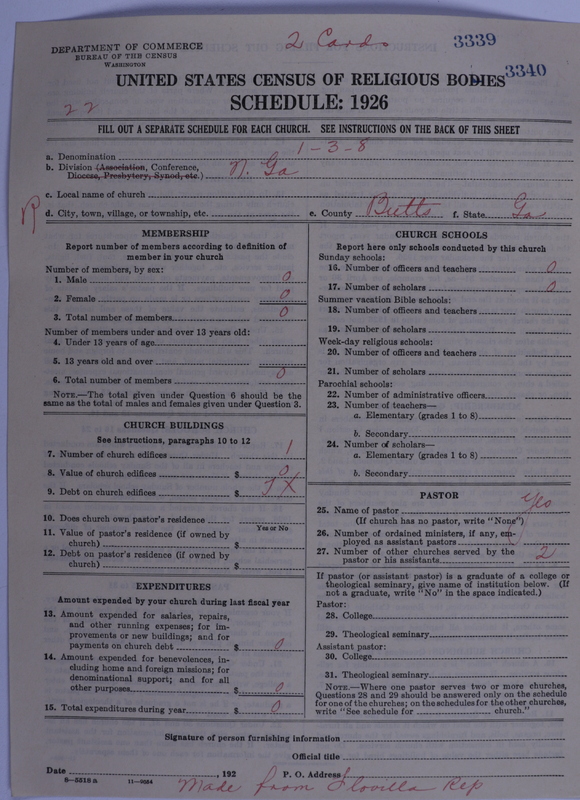 DEPARTMENT OF COMMERCE
BUREAU OF THE CENSUS
WASHINGTON
2 Cards
3339
3340
UNITED STATES CENSUS OF RELIGIOUS BODIES
22
SCHEDULE: 1926
FILL OUT A SEPARATE SCHEDULE FOR EACH CHURCH. SEE INSTRUCTIONS ON THE BACK OF THIS SHEET
a. Denomination 1-3-8
b. Division (Association, Conference,
Diocese, Presbytery, Synod, etc.) N. Ga
c. Local name of church
R
d. City, town, village, or township, etc. e. County Butts f. State Ga
MEMBERSHIP
Report number of members according to definition of
member in your church
Number of members, by sex:
1. Male 0
2. Female 0
3. Total number of members 0
Number of members under and over 13 years old:
4. Under 13 years of age
5. 13 years old and over
6. Total number of members 0
NOTE.—The total given under Question 6 should be the
same as the total of males and females given under Question 3.
CHURCH BUILDINGS
See instructions, paragraphs 10 to 12
7. Number of church edifices 1
8. Value of church edifices $ 0
9. Debt on church edifices $
10. Does church own pastor's residence
Yes or No
11. Value of pastor's residence (if owned by
church) $
12. Debt on pastor's residence (if owned by
church) $
EXPENDITURES
Amount expended by your church during last fiscal year
13. Amount expended for salaries, repairs,
and other running expenses; for im-
provements or new buildings; and for
payments on church debt $ 0
14. Amount expended for benevolences, in-
cluding home and foreign missions; for
denominational support; and for all
other purposes $ 0
15. Total expenditures during year $ 0
CHURCH SCHOOLS
Report here only schools conducted by this church
Sunday schools:
16. Number of officers and teachers 0
17. Number of scholars 0
Summer vacation Bible schools:
18. Number of officers and teachers
19. Number of scholars
Week-day religious schools:
20. Number of officers and teachers
21. Number of scholars
Parochial schools:
22. Number of administrative officers
23. Number of teachers—
a. Elementary (grades 1 to 8)
b. Secondary
24. Number of scholars—
a. Elementary (grades 1 to 8)
b. Secondary
PASTOR
25. Name of pastor Yes
(If church has no pastor, write "None")
26. Number of ordained ministers, if any, em-
ployed as assistant pastors
27. Number of other churches served by the
pastor or his assistants 2
If pastor (or assistant pastor) is a graduate of a college or
theological seminary, give name of institution below. (If
not a graduate, write "No" in the space indicated.)
Pastor:
28. College
29. Theological seminary
Assistant pastor:
30. College
31. Theological seminary
NOTE.—Where one pastor serves two or more churches,
Questions 28 and 29 should be answered only on the schedule
for one of the churches; on the schedules for the other churches,
write "See schedule for church."
Signature of person furnishing information
Official title
Date , 192 P. O. Address
8—5518a 11—9054
Made from Flovilla Rep